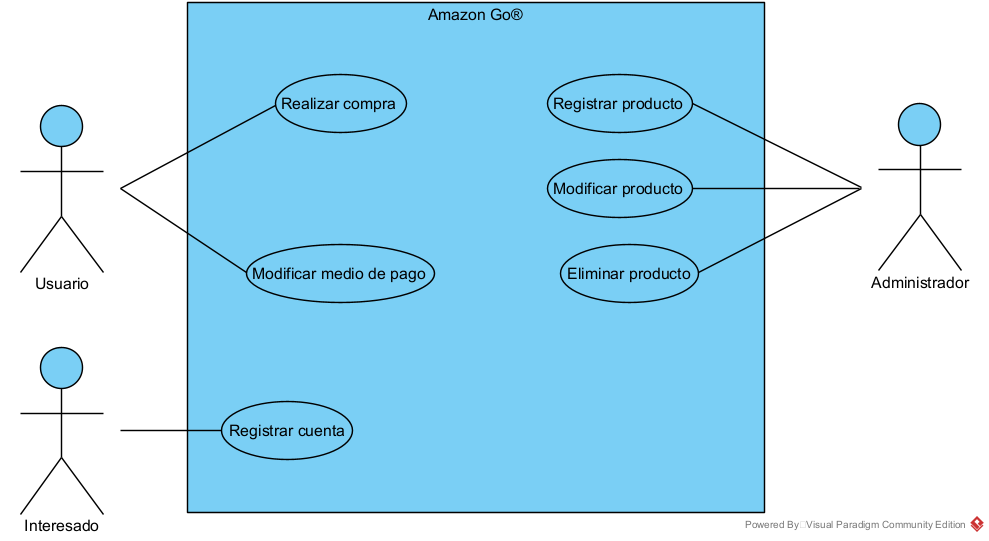 Amazon Go®
Realizar compra
Registrar producto
Modificar producto
Modificar medio de pago
Eliminar producto
Usuario
Administrador
Registrar cuenta
Interesado
Powered By Visual Paradigm Community Edition